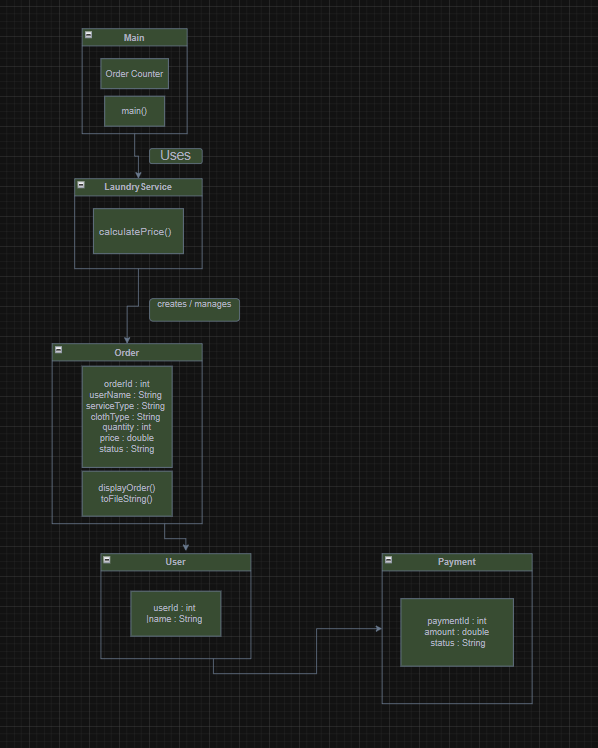 Main
Order Counter
main()
Uses
LaundryService
calculatePrice()
creates / manages
Order
orderId : int
userName : String
serviceType : String
clothType : String
quantity : int
price : double
status : String
displayOrder()
toFileString()
User
userId : int
|name : String
Payment
paymentId : int
amount : double
status : String